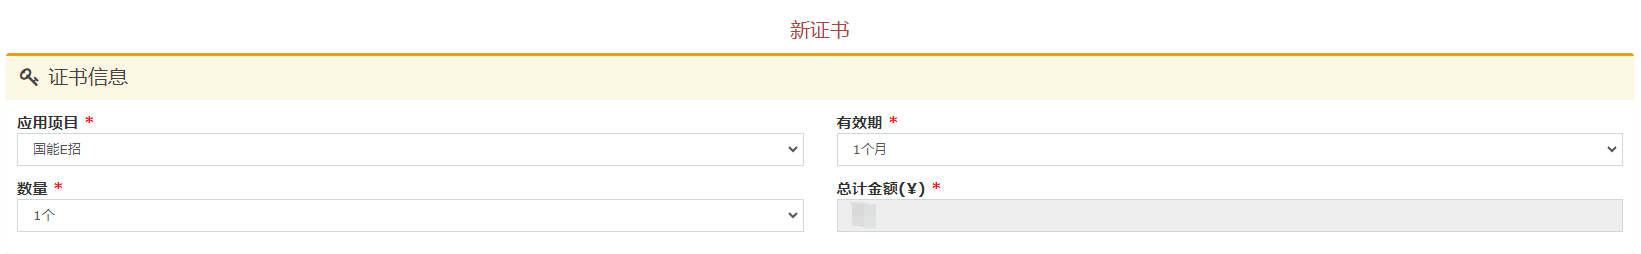 新证书
证书信息
应用项目 *
有效期 *
国能E招
1个月
数量 *
总计金额(¥) *
1个